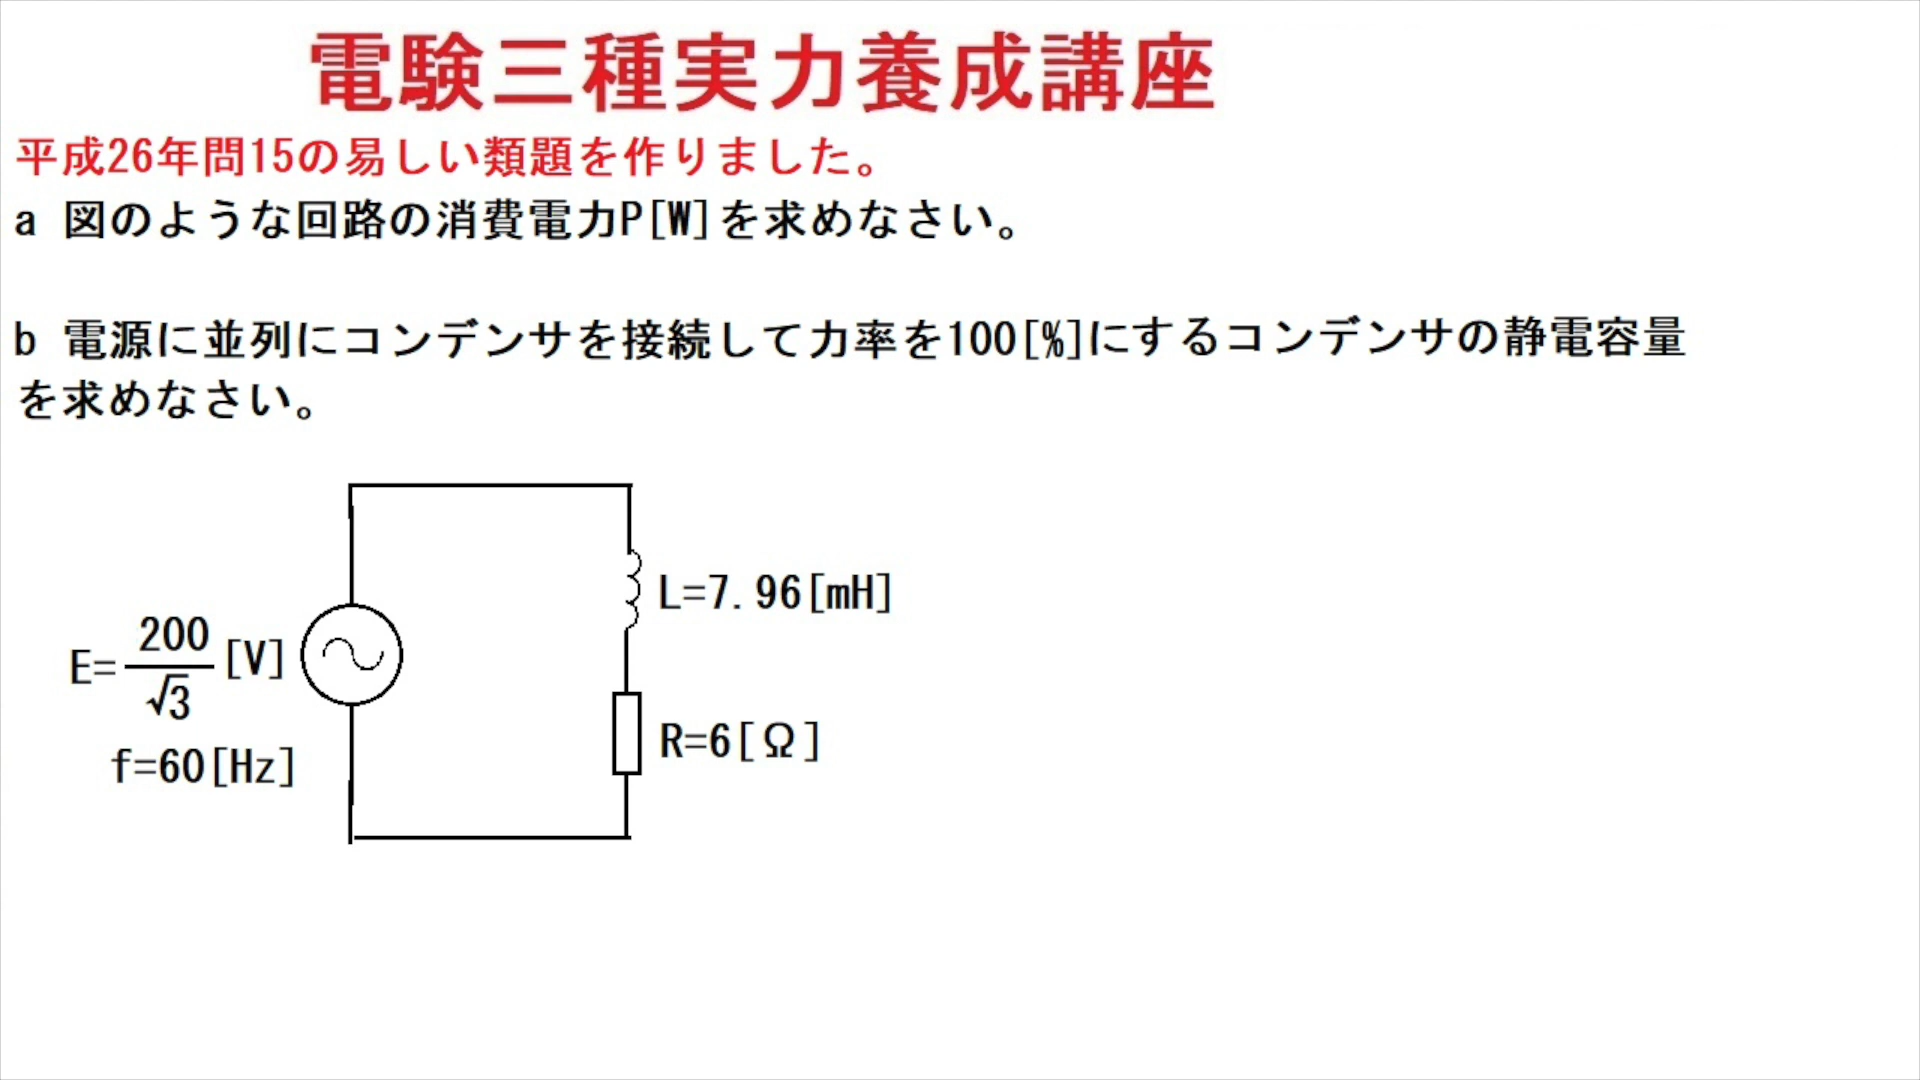 電験三種実力養成講座
平成26年問15の易しい類題を作りました。
a 図のような回路の消費電力P[W]を求めなさい。
b 電源に並列にコンデンサを接続して力率を100[%]にするコンデンサの静電容量
を求めなさい。
L=7.96[mH]
E=200/√3[V]
R=6[Ω]
f=60[Hz]